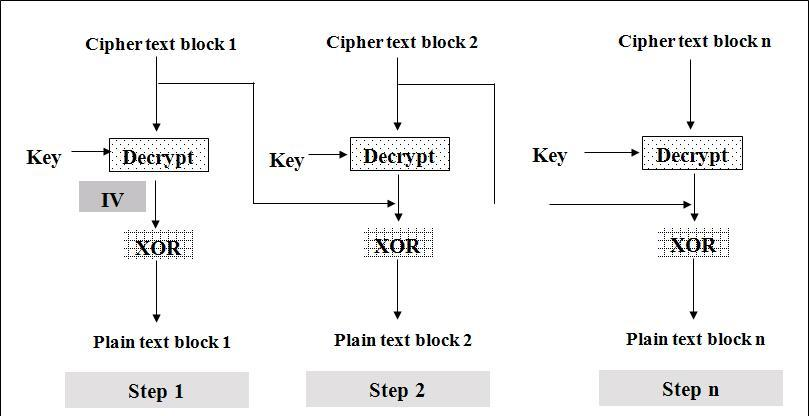 Cipher text block 1
Cipher text block 2
Cipher text block n
Key
Decrypt
Key
Decrypt
Key
Decrypt
IV
XOR
XOR
XOR
Plain text block 1
Plain text block 2
Plain text block n
Step 1
Step 2
Step n